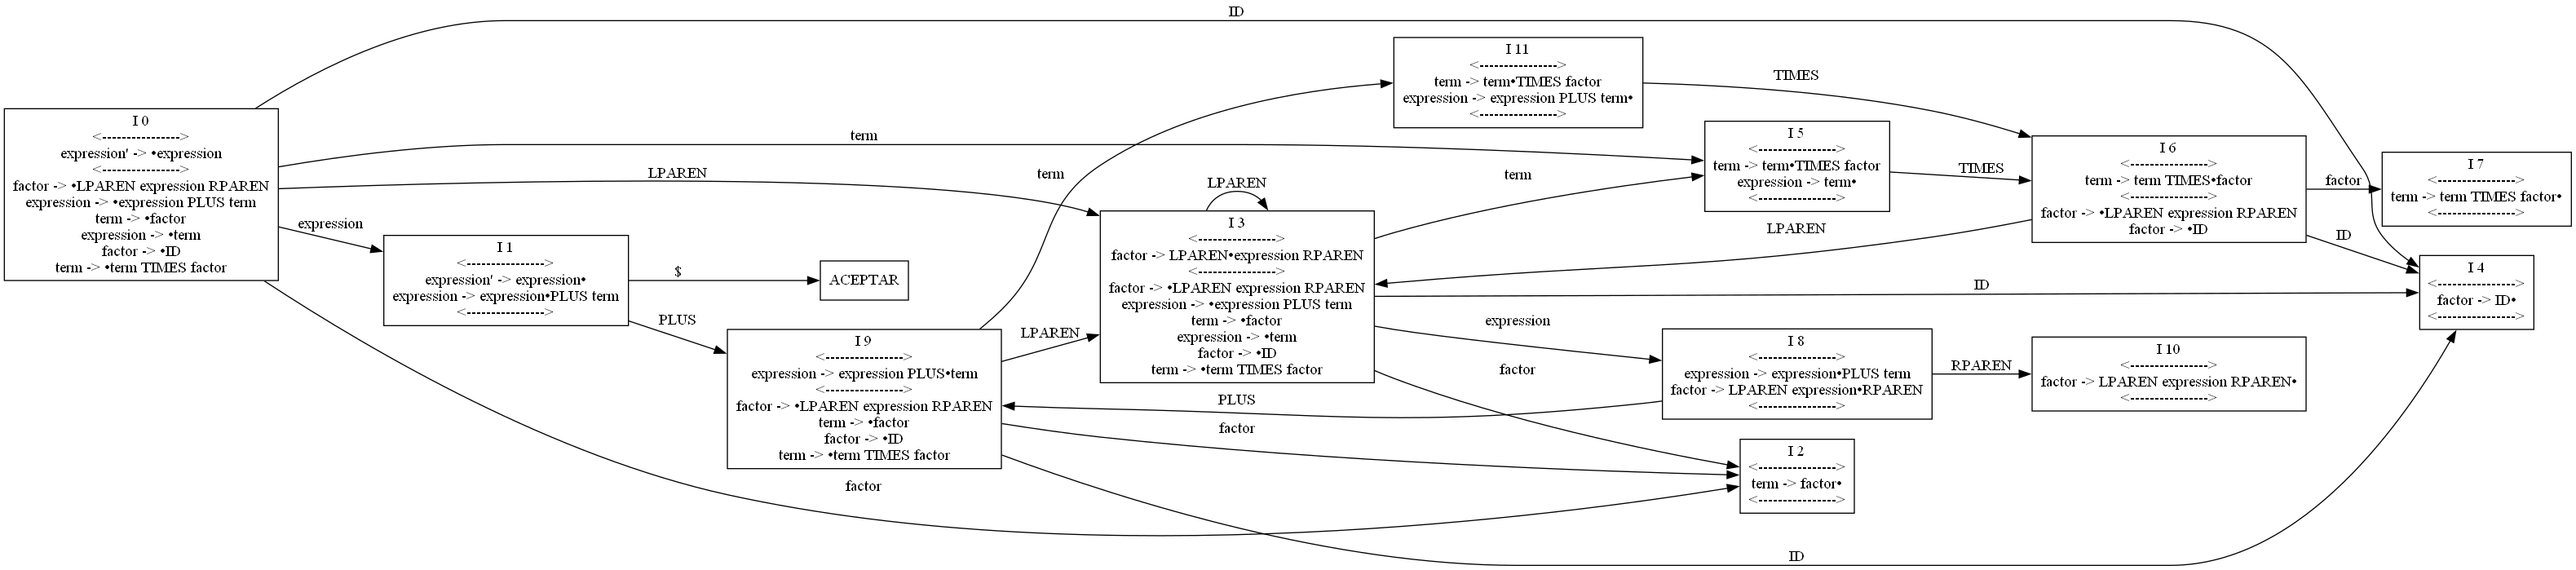 I 0
<----------------->
expression' -> •expression
<----------------->
factor -> •LPAREN expression RPAREN
expression -> •expression PLUS term
term -> •factor
expression -> •term
factor -> •ID
term -> •term TIMES factor
ID
term
LPAREN
expression
factor
I 1
<----------------->
expression' -> expression•
expression -> expression•PLUS term
<----------------->
$
PLUS
ACEPTAR
I 9
<----------------->
expression -> expression PLUS•term
<----------------->
factor -> •LPAREN expression RPAREN
term -> •factor
factor -> •ID
term -> •term TIMES factor
term
LPAREN
factor
ID
I 11
<----------------->
term -> term•TIMES factor
expression -> expression PLUS term•
<----------------->
TIMES
LPAREN
I 3
<----------------->
factor -> LPAREN•expression RPAREN
<----------------->
factor -> •LPAREN expression RPAREN
expression -> •expression PLUS term
term -> •factor
expression -> •term
factor -> •ID
term -> •term TIMES factor
term
ID
expression
factor
I 5
<----------------->
term -> term•TIMES factor
expression -> term•
<----------------->
TIMES
I 8
<----------------->
expression -> expression•PLUS term
factor -> LPAREN expression•RPAREN
<----------------->
PLUS
RPAREN
I 2
<----------------->
term -> factor•
<----------------->
I 6
<----------------->
term -> term TIMES•factor
<----------------->
factor -> •LPAREN expression RPAREN
factor -> •ID
LPAREN
factor
ID
I 10
<----------------->
factor -> LPAREN expression RPAREN•
<----------------->
I 7
<----------------->
term -> term TIMES factor•
<----------------->
I 4
<----------------->
factor -> ID•
<----------------->